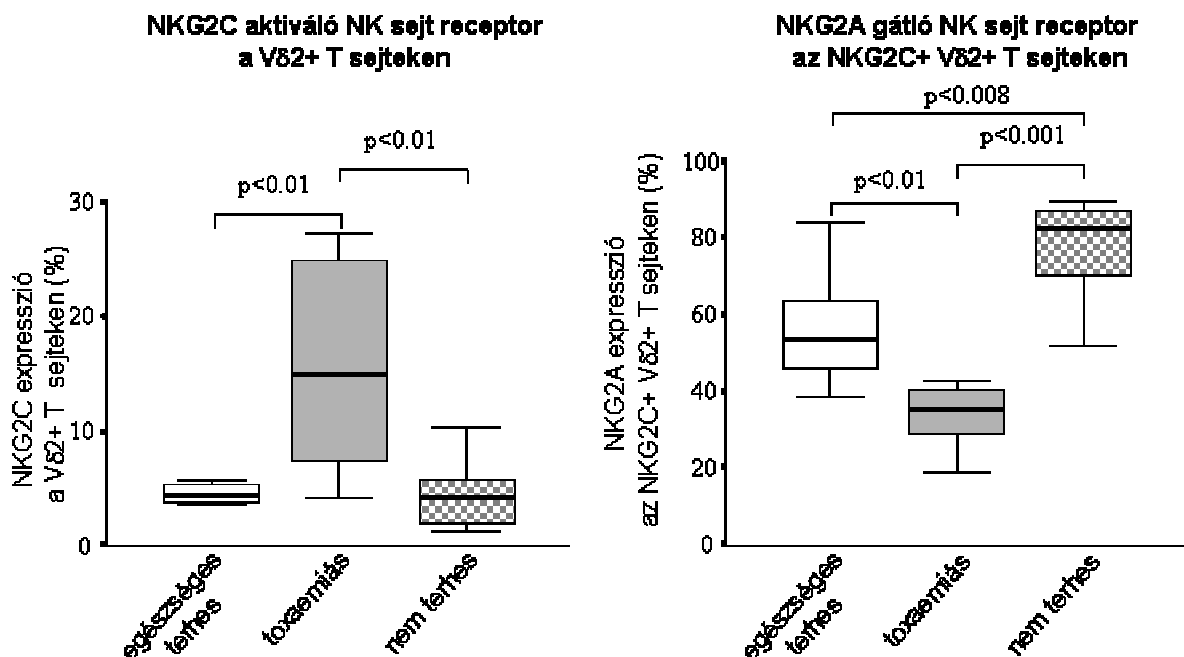 NKG2C aktiváló NK sejt receptor
a Vδ2+ T sejteken
p<0.01
p<0.01
NKG2C expresszió
a Vδ2+ T sejteken (%)
30
20
10
0
egészséges
terhes
toxaemiás
nem terhes
NKG2A gátló NK sejt receptor
az NKG2C+ Vδ2+ T sejteken
p<0.008
p<0.001
p<0.01
NKG2A expresszió
az NKG2C+ Vδ2+ T sejteken (%)
100
80
60
40
20
0
egészséges
terhes
toxaemiás
nem terhes